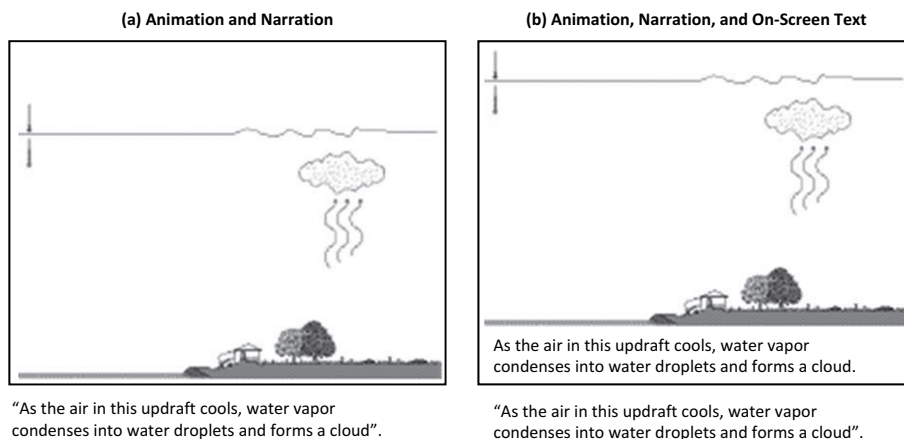 (a) Animation and Narration
“As the air in this updraft cools, water vapor
condenses into water droplets and forms a cloud”.
(b) Animation, Narration, and On-Screen Text
As the air in this updraft cools, water vapor
condenses into water droplets and forms a cloud.
“As the air in this updraft cools, water vapor
condenses into water droplets and forms a cloud”.